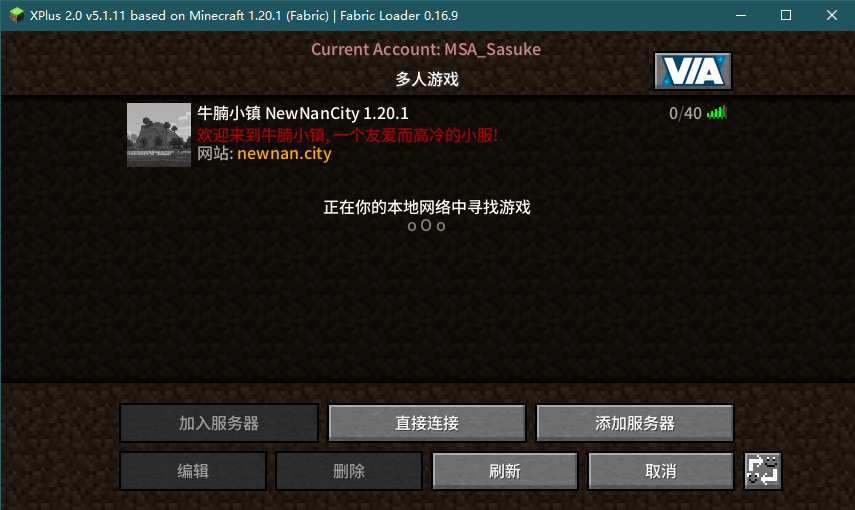 XPlus 2.0 v5.1.11 based on Minecraft 1.20.1 (Fabric) | Fabric Loader 0.16.9
Current Account: MSA_Sasuke
多人游戏
VIA
牛腩小镇 NewNanCity 1.20.1
0/40
欢迎来到牛腩小镇, 一个友爱而高冷的小服!
网站: newnan.city
正在你的本地网络中寻找游戏
o O o
加入服务器
直接连接
添加服务器
编辑
删除
刷新
取消